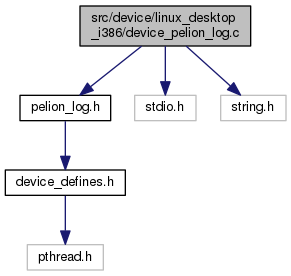 src/device/linux_desktop
_i386/device_pelion_log.c
pelion_log.h
stdio.h
string.h
device_defines.h
pthread.h